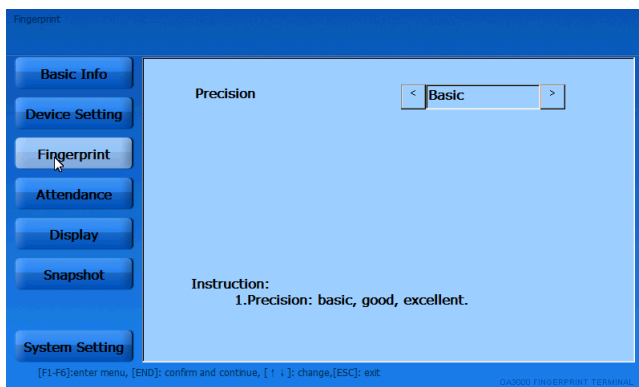 Fingerprint
Basic Info
Device Setting
Fingerprint
Attendance
Display
Snapshot
System Setting
Precision < Basic >
Instruction:
1.Precision: basic, good, excellent.
[F1-F6]:enter menu, [END]: confirm and continue, [ ↑ ↓ ]: change,[ESC]: exit
QA3000 FINGERPRINT TERMINAL